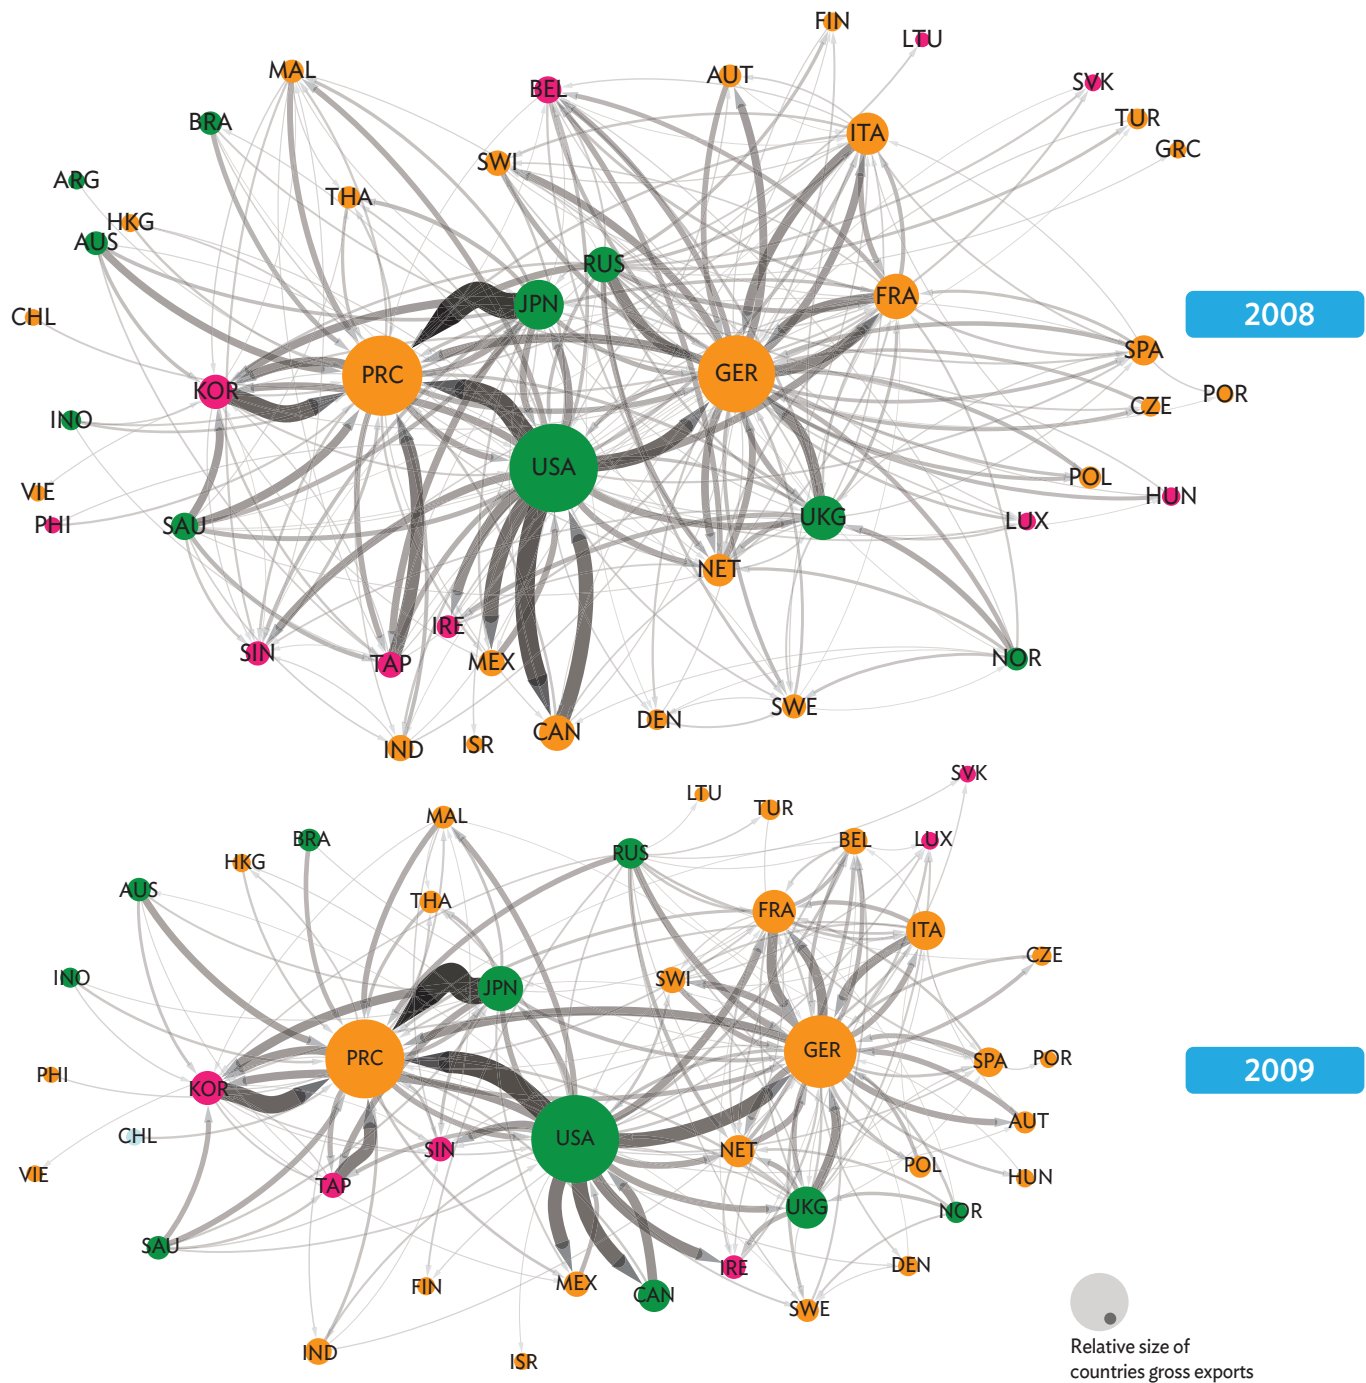 FIN
LTU
MAL
AUT
BEL
SVK
BRA
TUR
ITA
GRC
SWI
ARG
THA
HKG
AUS
RUS
FRA
JPN
CHL
2008
SPA
PRC
GER
KOR
POR
CZE
INO
USA
POL
VIE
HUN
PHI
SAU
UKG
LUX
NET
IRE
SIN
TAP
MEX
NOR
SWE
DEN
CAN
IND
ISR
SVK
LTU
TUR
MAL
BRA
BEL
LUX
RUS
HKG
AUS
THA
FRA
ITA
CZE
INO
SWI
JPN
GER
PRC
SPA
POR
2009
PHI
KOR
AUT
CHL
USA
SIN
NET
POL
VIE
HUN
TAP
UKG
NOR
SAU
IRE
DEN
FIN
MEX
CAN
SWE
IND
ISR
Relative size of
countries gross exports